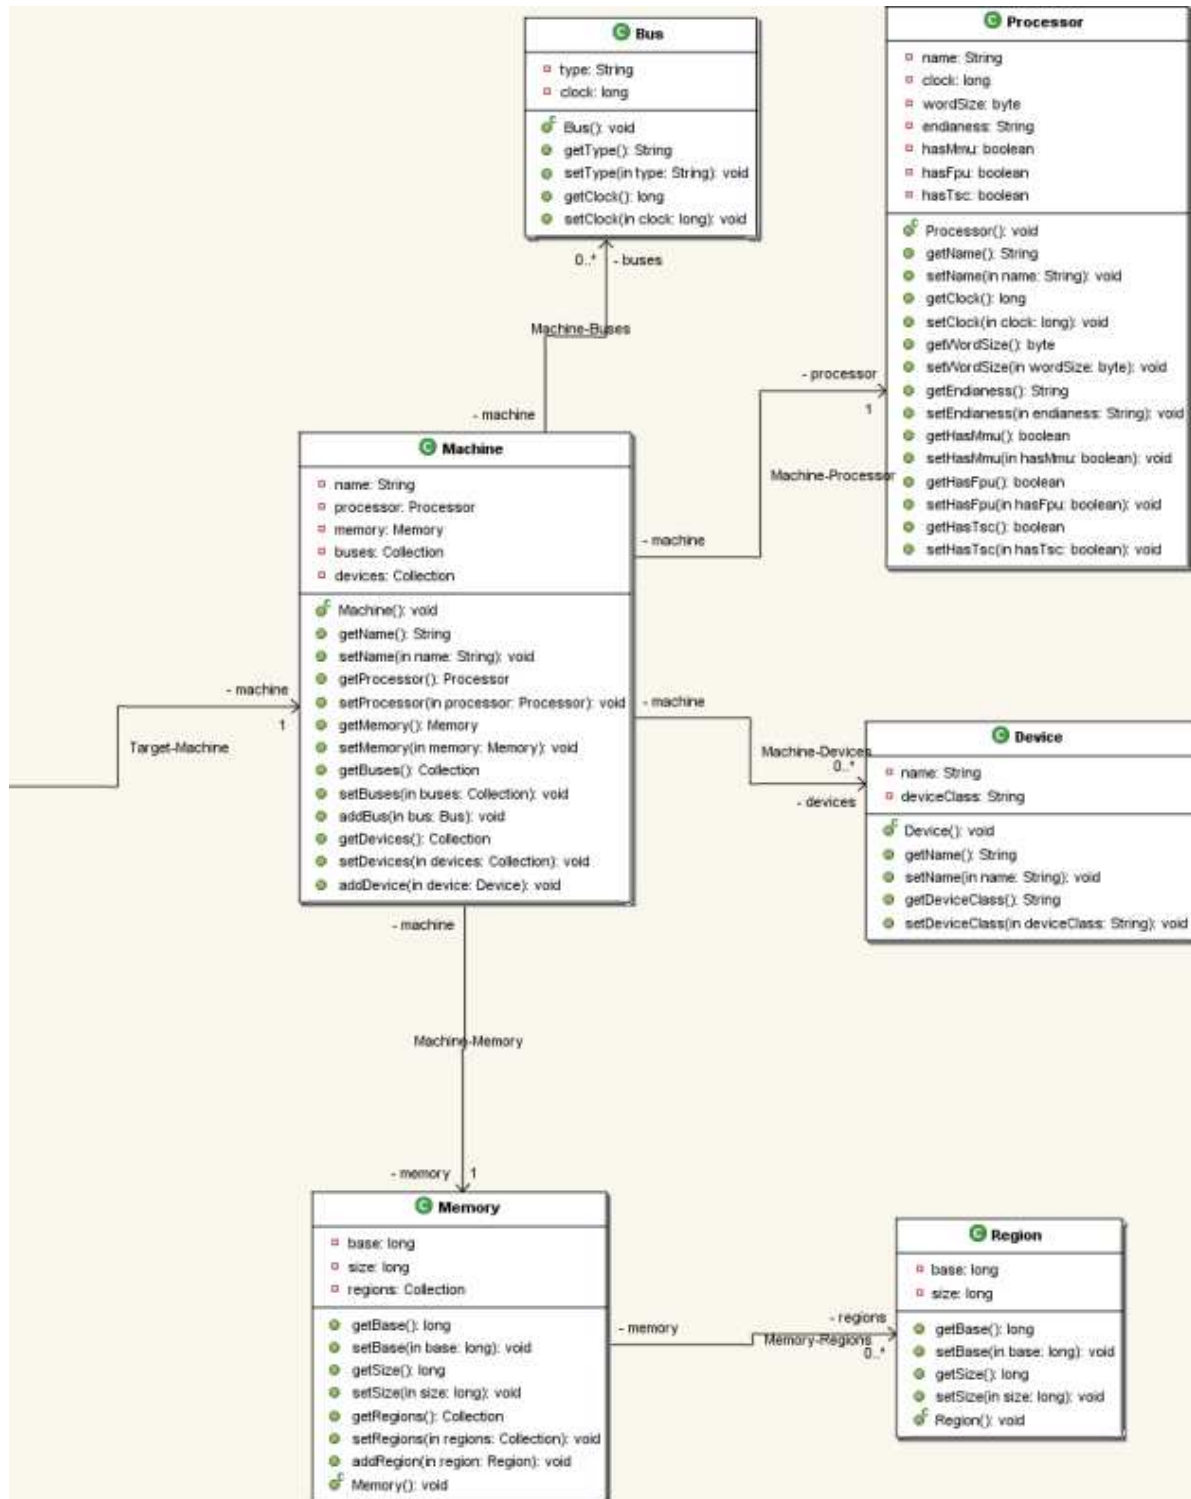 Bus
type: String
clock: long
Bus(): void
getType(): String
setType(in type: String): void
getClock(): long
setClock(in clock: long): void
0..* - buses
Machine-Buses
- machine
Processor
name: String
clock: long
wordSize: byte
endianess: String
hasMmu: boolean
hasFpu: boolean
hasTsc: boolean
Processor(): void
getName(): String
setName(in name: String): void
getClock(): long
setClock(in clock: long): void
getWordSize(): byte
setWordSize(in wordSize: byte): void
getEndianess(): String
setEndianess(in endianess: String): void
getHasMmu(): boolean
setHasMmu(in hasMmu: boolean): void
getHasFpu(): boolean
setHasFpu(in hasFpu: boolean): void
getHasTsc(): boolean
setHasTsc(in hasTsc: boolean): void
- processor
1
Machine-Processor
- machine
Machine
name: String
processor: Processor
memory: Memory
buses: Collection
devices: Collection
Machine(): void
getName(): String
setName(in name: String): void
getProcessor(): Processor
setProcessor(in processor: Processor): void
getMemory(): Memory
setMemory(in memory: Memory): void
getBuses(): Collection
setBuses(in buses: Collection): void
addBus(in bus: Bus): void
getDevices(): Collection
setDevices(in devices: Collection): void
addDevice(in device: Device): void
- machine
1
Target-Machine
- machine
Machine-Devices
0..*
- devices
Device
name: String
deviceClass: String
Device(): void
getName(): String
setName(in name: String): void
getDeviceClass(): String
setDeviceClass(in deviceClass: String): void
- machine
Machine-Memory
- memory 1
Memory
base: long
size: long
regions: Collection
getBase(): long
setBase(in base: long): void
getSize(): long
setSize(in size: long): void
getRegions(): Collection
setRegions(in regions: Collection): void
addRegion(in region: Region): void
Memory(): void
- memory
- regions
Memory-Regions
0..*
Region
base: long
size: long
getBase(): long
setBase(in base: long): void
getSize(): long
setSize(in size: long): void
Region(): void